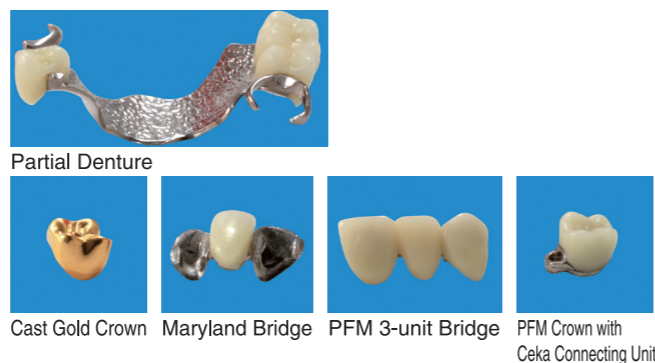 Partial Denture
Cast Gold Crown
Maryland Bridge
PFM 3-unit Bridge
PFM Crown with
Ceka Connecting Unit